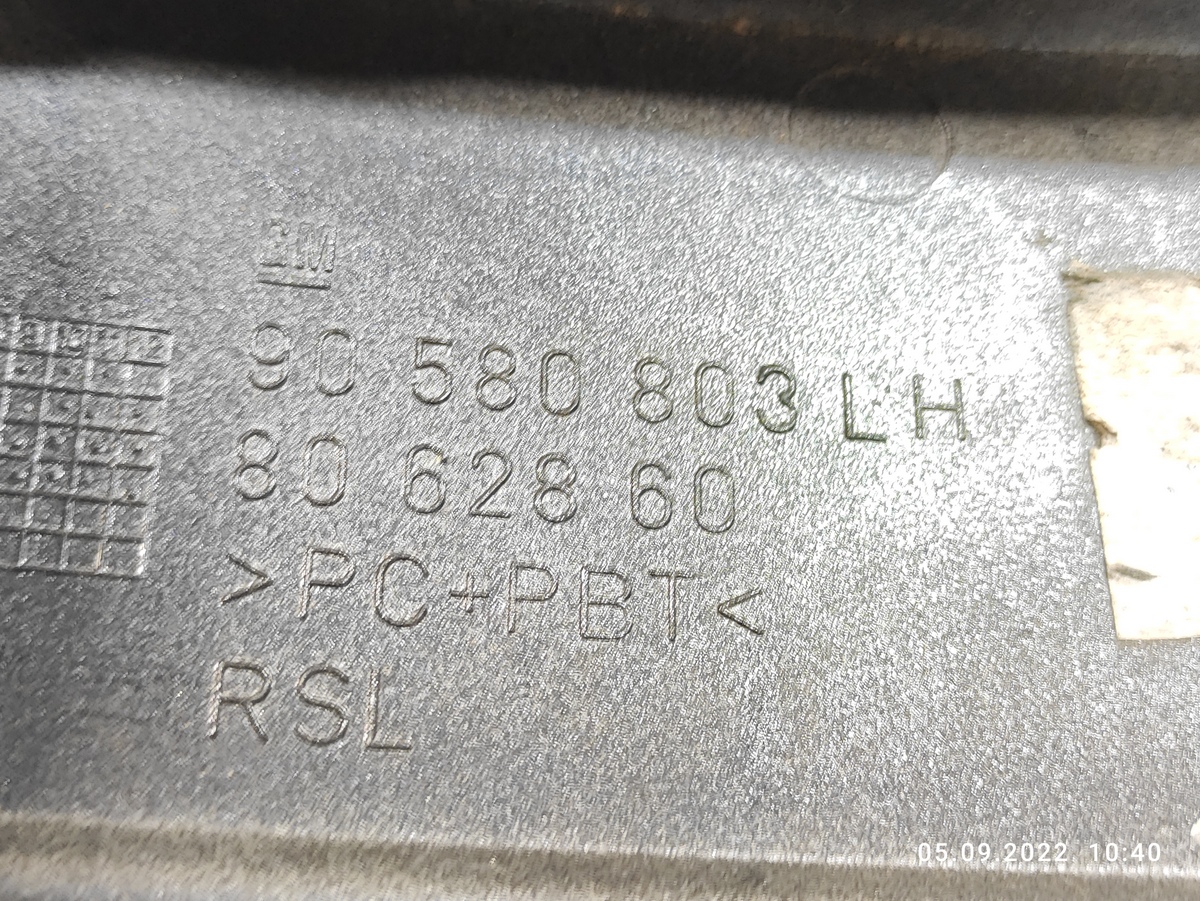 GM
90 580 803 LH
80 628 60
>PC+PBT<
RSL
05.09.2022 10:40